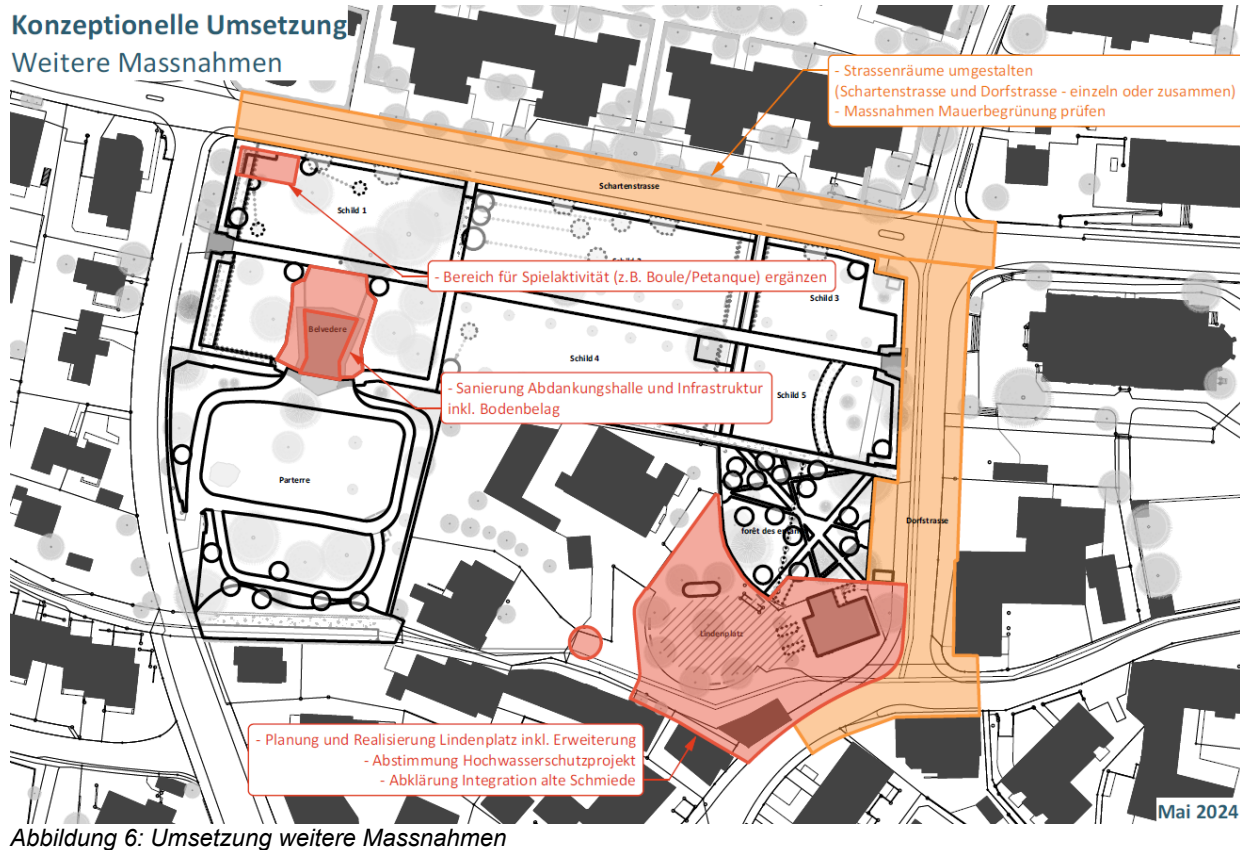 Konzeptionelle Umsetzung
Weitere Massnahmen
- Strassenräume umgestalten
(Schartenstrasse und Dorfstrasse - einzeln oder zusammen)
- Massnahmen Mauerbegrünung prüfen
Schartenstrasse
Schild 1
- Bereich für Spielaktivität (z.B. Boule/Petanque) ergänzen
Schild 3
Belvedere
Schild 4
- Sanierung Abdankungshalle und Infrastruktur
inkl. Bodenbelag
Schild 5
Parterre
forêt des
Dorfstrasse
Lindenplatz
- Planung und Realisierung Lindenplatz inkl. Erweiterung
- Abstimmung Hochwasserschutzprojekt
- Abklärung Integration alte Schmiede
Mai 2024
Abbildung 6: Umsetzung weitere Massnahmen